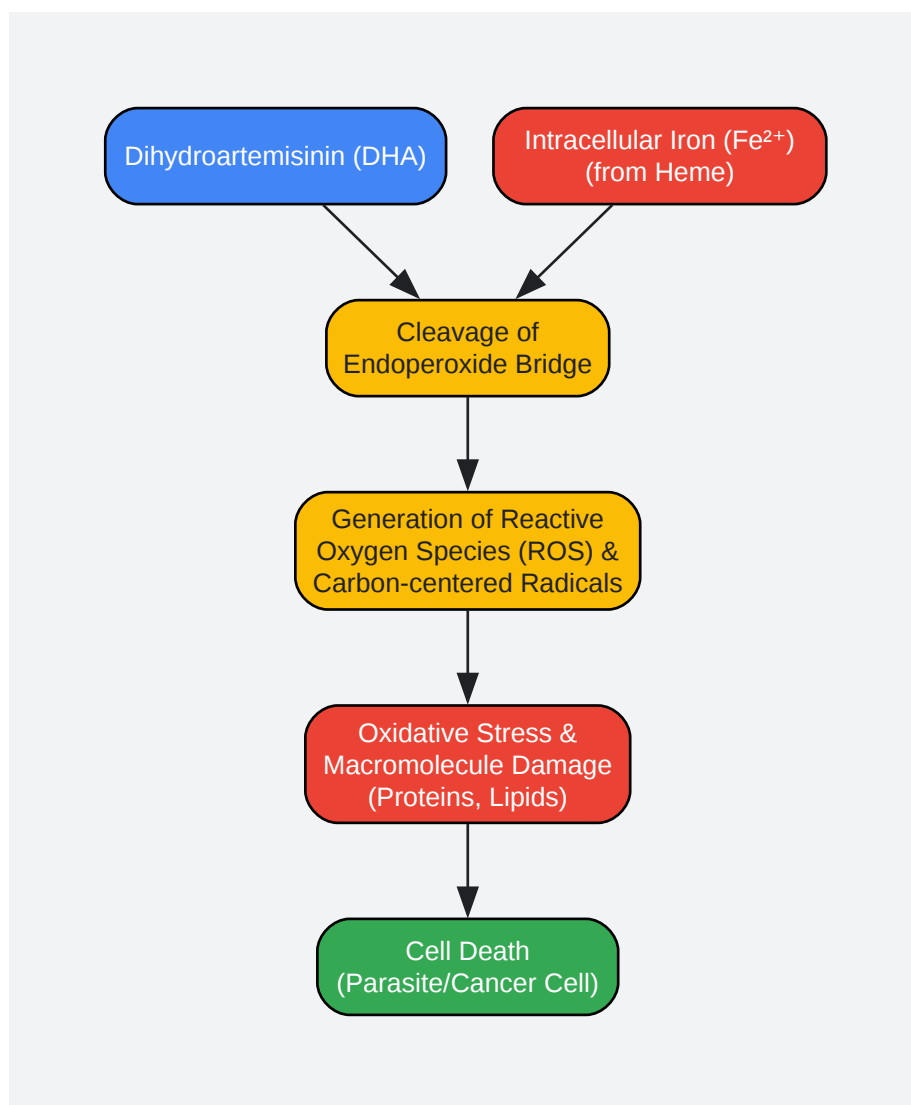 Dihydroartemisinin (DHA)
Intracellular Iron (Fe²⁺)
(from Heme)
Cleavage of
Endoperoxide Bridge
Generation of Reactive
Oxygen Species (ROS) &
Carbon-centered Radicals
Oxidative Stress &
Macromolecule Damage
(Proteins, Lipids)
Cell Death
(Parasite/Cancer Cell)